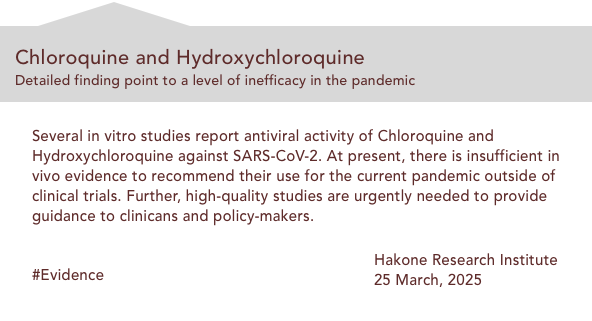 Chloroquine and Hydroxychloroquine
Detailed finding point to a level of inefficacy in the pandemic
Several in vitro studies report antiviral activity of Chloroquine and
Hydroxychloroquine against SARS-CoV-2. At present, there is insufficient in
vivo evidence to recommend their use for the current pandemic outside of
clinical trials. Further, high-quality studies are urgently needed to provide
guidance to clinicans and policy-makers.
#Evidence
Hakone Research Institute
25 March, 2025